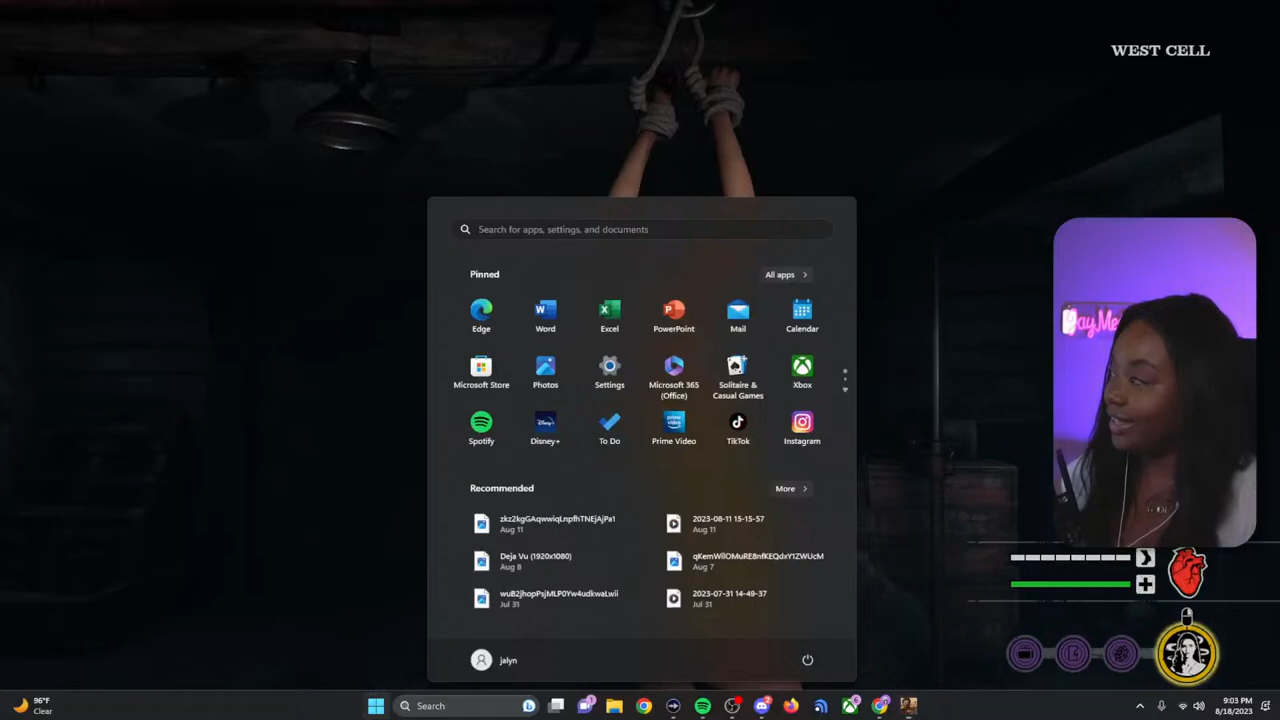 WEST CELL
Search for apps, settings, and documents
Pinned
All apps
Edge
Word
Excel
PowerPoint
Mail
Calendar
Microsoft Store
Photos
Settings
Microsoft 365
(Office)
Solitaire &
Casual Games
Xbox
Spotify
Disney+
To Do
Prime Video
TikTok
Instagram
Recommended
More
2023-08-11 15-15-57
Aug 11
Aug 11
Deja Vu (1920x1080)
Aug 8
Aug 7
Jul 31
2023-07-31 14-49-37
Jul 31
jalyn
96°F
Clear
Search
9:03 PM
8/18/2023